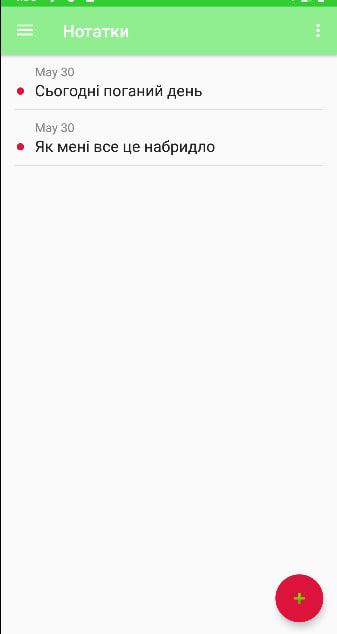 Нотатки
May 30
Сьогодні поганий день
May 30
Як мені все це набридло